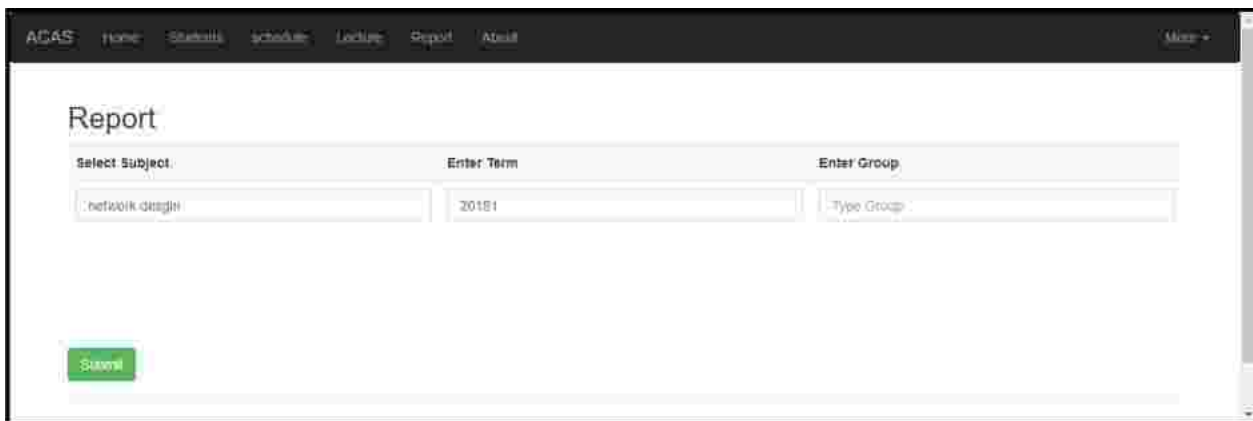 ACAS Home Students schedule Lecture Report About More
Report
Select Subject Enter Term Enter Group
network desgin 20181 Type Group
Submit